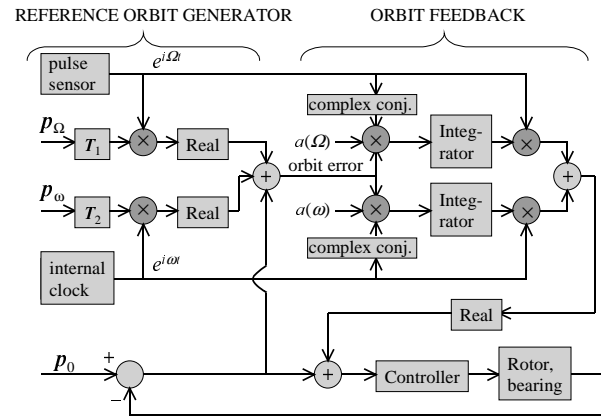 REFERENCE ORBIT GENERATOR
ORBIT FEEDBACK
pulse
sensor
e^{iΩt}
complex conj.
p_Ω
T_1
×
Real
a(Ω)
×
Integ-
rator
×
+
orbit error
+
p_ω
T_2
×
Real
a(ω)
×
Integ-
rator
×
complex conj.
internal
clock
e^{iωt}
Real
p_0
+
−
+
Controller
Rotor,
bearing